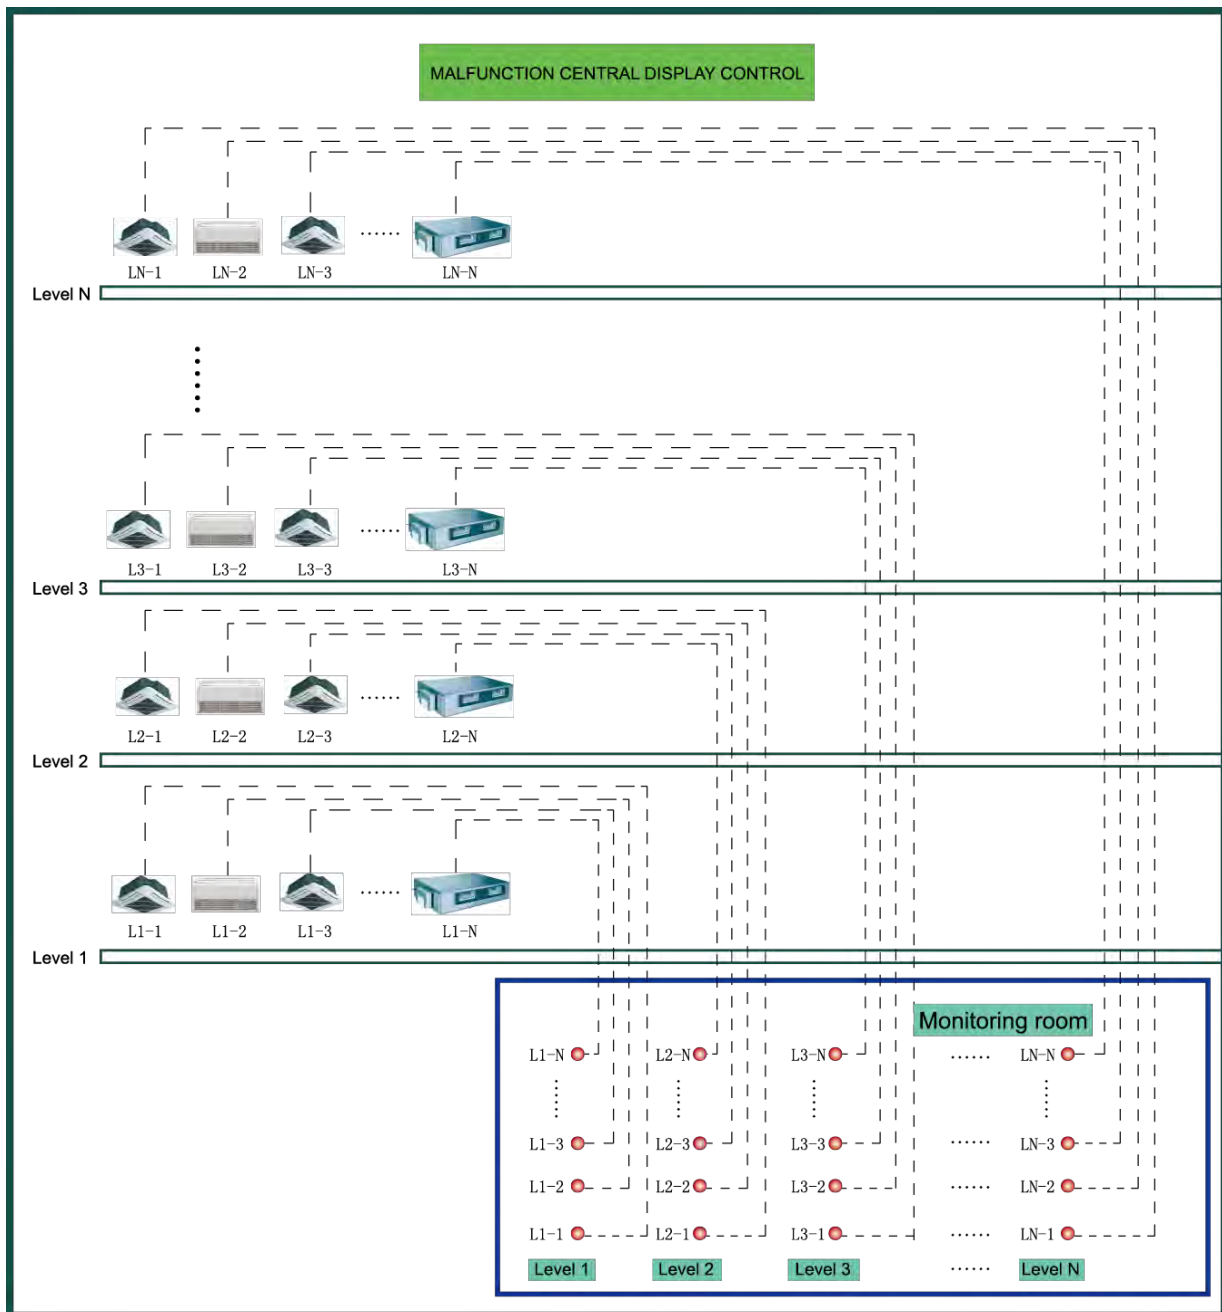 MALFUNCTION CENTRAL DISPLAY CONTROL
······
LN-1 LN-2 LN-3 LN-N
Level N
······
L3-1 L3-2 L3-3 L3-N
Level 3
······
L2-1 L2-2 L2-3 L2-N
Level 2
······
L1-1 L1-2 L1-3 L1-N
Level 1
Monitoring room
L1-N L2-N L3-N ······ LN-N
L1-3 L2-3 L3-3 ······ LN-3
L1-2 L2-2 L3-2 ······ LN-2
L1-1 L2-1 L3-1 ······ LN-1
Level 1 Level 2 Level 3 ······ Level N